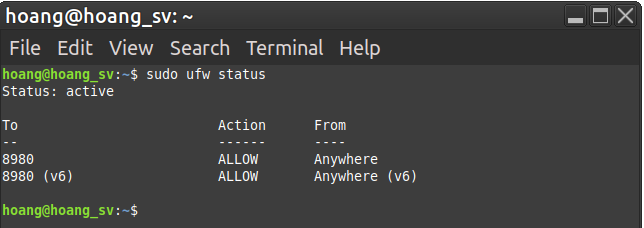 hoang@hoang_sv: ~
File Edit View Search Terminal Help
hoang@hoang_sv:~$ sudo ufw status
Status: active
To                         Action      From
--                         ------      ----
8980                       ALLOW       Anywhere
8980 (v6)                  ALLOW       Anywhere (v6)
hoang@hoang_sv:~$